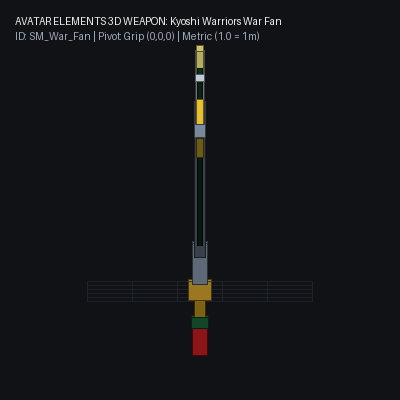 AVATAR ELEMENTS 3D WEAPON: Kyoshi Warriors War Fan
ID: SM_War_Fan | Pivot Grip (0,0,0) | Metric (1.0 = 1m)